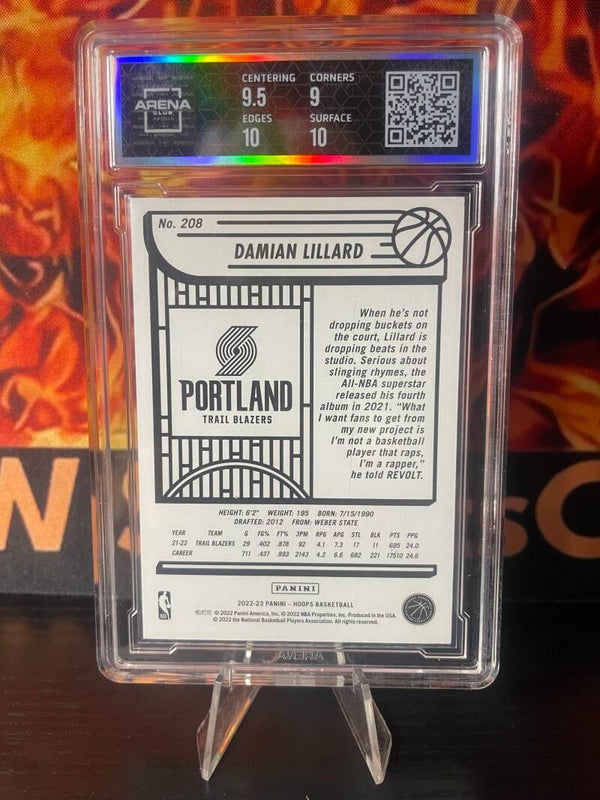 CENTERING CORNERS
9.5 9
EDGES SURFACE
10 10
ARENA
CLUB
No. 208
DAMIAN LILLARD
When he's not
dropping buckets on
the court, Lillard is
dropping beats in the
studio. Serious about
slinging rhymes, the
All-NBA superstar
released his fourth
album in 2021. "What
I want fans to get from
my new project is
I'm not a basketball
player that raps,
I'm a rapper,"
he told REVOLT.
PORTLAND
TRAIL BLAZERS
HEIGHT: 6'2" WEIGHT: 195 BORN: 7/15/1990
DRAFTED: 2012 FROM: WEBER STATE
YEAR TEAM G FG% FT% 3PM RPG APG STL BLK PTS PPG
21-22 TRAIL BLAZERS 29 .402 .878 92 4.1 7.3 17 11 695 24.0
CAREER 711 .437 .893 2143 4.2 6.6 682 221 17510 24.6
PANINI
2022-23 PANINI – HOOPS BASKETBALL
© 2022 Panini America, Inc. © 2022 NBA Properties, Inc. Produced in the USA.
© 2022 the National Basketball Players Association. All rights reserved.
N S
sC